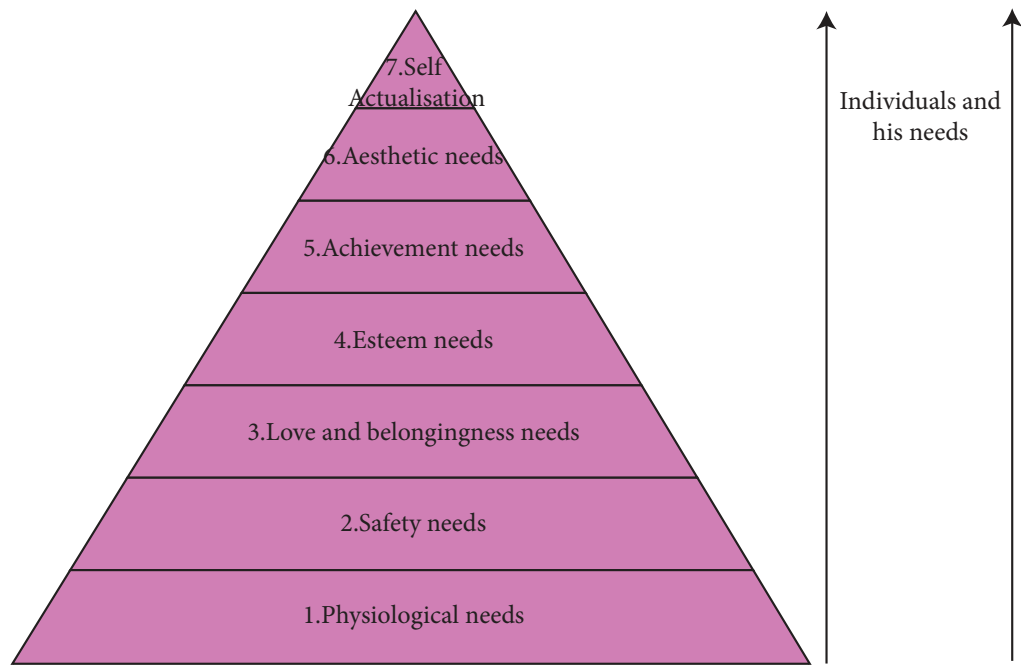 7.Self
Actualisation
Individuals and
his needs
6.Aesthetic needs
5.Achievement needs
4.Esteem needs
3.Love and belongingness needs
2.Safety needs
1.Physiological needs